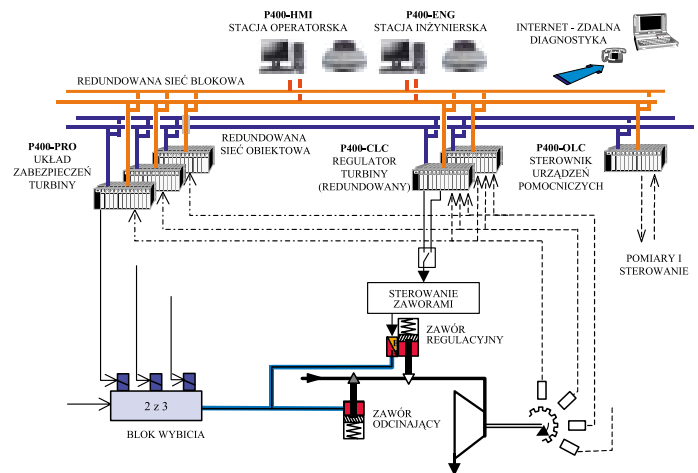 P400-HMI
STACJA OPERATORSKA
P400-ENG
STACJA INŻYNIERSKA
INTERNET - ZDALNA
DIAGNOSTYKA
REDUNDOWANA SIEĆ BLOKOWA
REDUNDOWANA
SIEĆ OBIEKTOWA
P400-PRO
UKŁAD
ZABEZPIECZEŃ
TURBINY
P400-CLC
REGULATOR
TURBINY
(REDUNDOWANY)
P400-OLC
STEROWNIK
URZĄDZEŃ
POMOCNICZYCH
POMIARY I
STEROWANIE
STEROWANIE
ZAWORAMI
ZAWÓR
REGULACYJNY
2 z 3
BLOK WYBICIA
ZAWÓR
ODCINAJĄCY